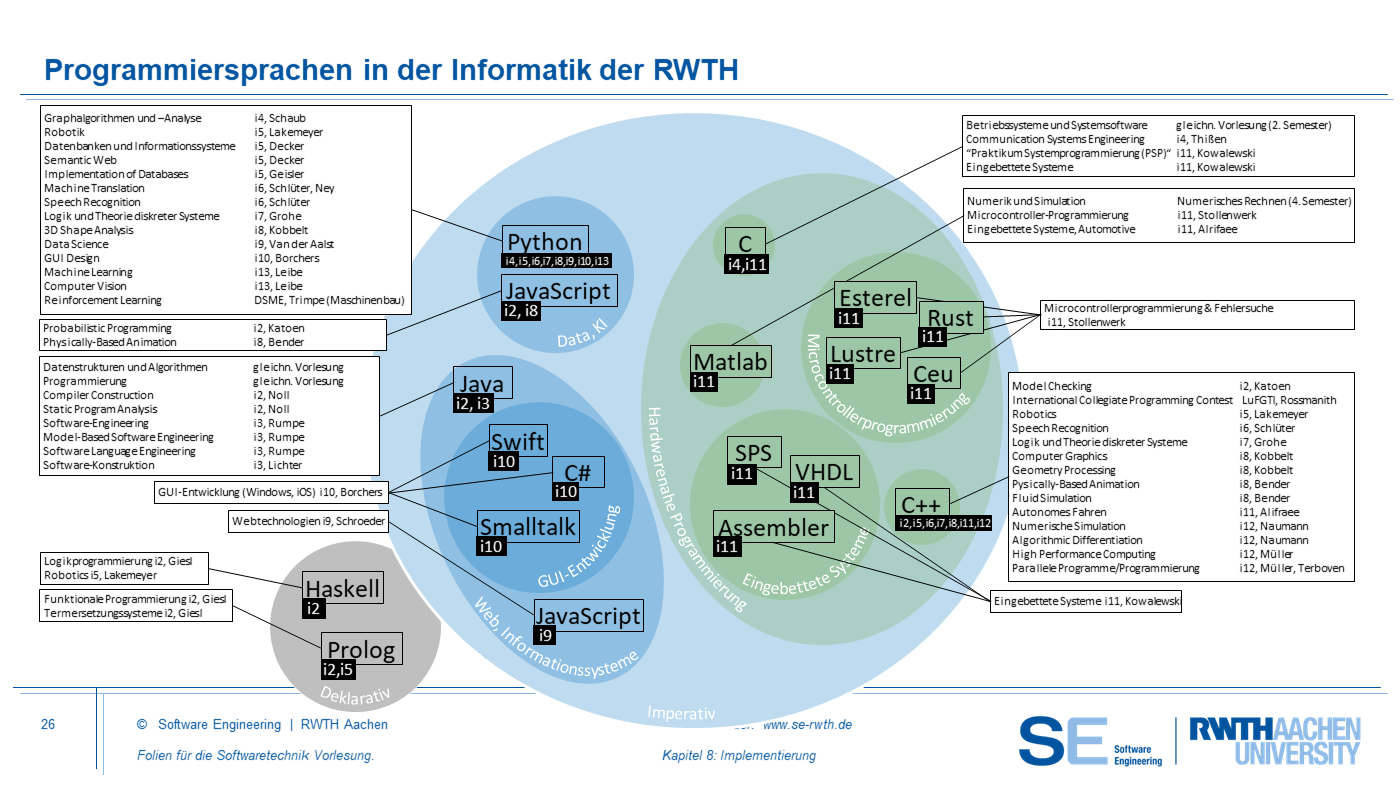 Programmiersprachen in der Informatik der RWTH
Graphalgorithmen und –Analyse i4, Schaub
Robotik i5, Lakemeyer
Datenbanken und Informationssysteme i5, Decker
Semantic Web i5, Decker
Implementation of Databases i5, Geisler
Machine Translation i6, Schlüter, Ney
Speech Recognition i6, Schlüter
Logik und Theorie diskreter Systeme i7, Grohe
3D Shape Analysis i8, Kobbelt
Data Science i9, Van der Aalst
GUI Design i10, Borchers
Machine Learning i13, Leibe
Computer Vision i13, Leibe
Reinforcement Learning DSME, Trimpe (Maschinenbau)
Probabilistic Programming i2, Katoen
Physically-Based Animation i8, Bender
Datenstrukturen und Algorithmen gleichn. Vorlesung
Programmierung gleichn. Vorlesung
Compiler Construction i2, Noll
Static Program Analysis i2, Noll
Software-Engineering i3, Rumpe
Model-Based Software Engineering i3, Rumpe
Software Language Engineering i3, Rumpe
Software-Konstruktion i3, Lichter
GUI-Entwicklung (Windows, iOS) i10, Borchers
Webtechnologien i9, Schroeder
Logikprogrammierung i2, Giesl
Robotics i5, Lakemeyer
Funktionale Programmierung i2, Giesl
Termersetzungssysteme i2, Giesl
Python
i4,i5,i6,i7,i8,i9,i10,i13
JavaScript
i2, i8
Data, KI
Java
i2, i3
Swift
i10
C#
i10
Smalltalk
i10
GUI-Entwicklung
JavaScript
i9
Web, Informationssysteme
Haskell
i2
Prolog
i2,i5
Deklarativ
Imperativ
C
i4,i11
Matlab
i11
Esterel
i11
Rust
i11
Lustre
i11
Ceu
i11
Microcontrollerprogrammierung
Hardwarenahe Programmierung
SPS
i11
VHDL
i11
Assembler
i11
Eingebettete Systeme
C++
i2,i5,i6,i7,i8,i11,i12
Betriebssysteme und Systemsoftware gleichn. Vorlesung (2. Semester)
Communication Systems Engineering i4, Thißen
“Praktikum Systemprogrammierung (PSP)“ i11, Kowalewski
Eingebettete Systeme i11, Kowalewski
Numerik und Simulation Numerisches Rechnen (4. Semester)
Microcontroller-Programmierung i11, Stollenwerk
Eingebettete Systeme, Automotive i11, Alrifaee
Microcontrollerprogrammierung & Fehlersuche
i11, Stollenwerk
Model Checking i2, Katoen
International Collegiate Programming Contest LuFGTI, Rossmanith
Robotics i5, Lakemeyer
Speech Recognition i6, Schlüter
Logik und Theorie diskreter Systeme i7, Grohe
Computer Graphics i8, Kobbelt
Geometry Processing i8, Kobbelt
Pysically-Based Animation i8, Bender
Fluid Simulation i8, Bender
Autonomes Fahren i11, Alifraee
Numerische Simulation i12, Naumann
Algorithmic Differentiation i12, Naumann
High Performance Computing i12, Müller
Parallele Programme/Programmierung i12, Müller, Terboven
Eingebettete Systeme i11, Kowalewski
26
© Software Engineering | RWTH Aachen
www.se-rwth.de
Folien für die Softwaretechnik Vorlesung.
Kapitel 8: Implementierung
SE Software
Engineering
RWTHAACHEN
UNIVERSITY